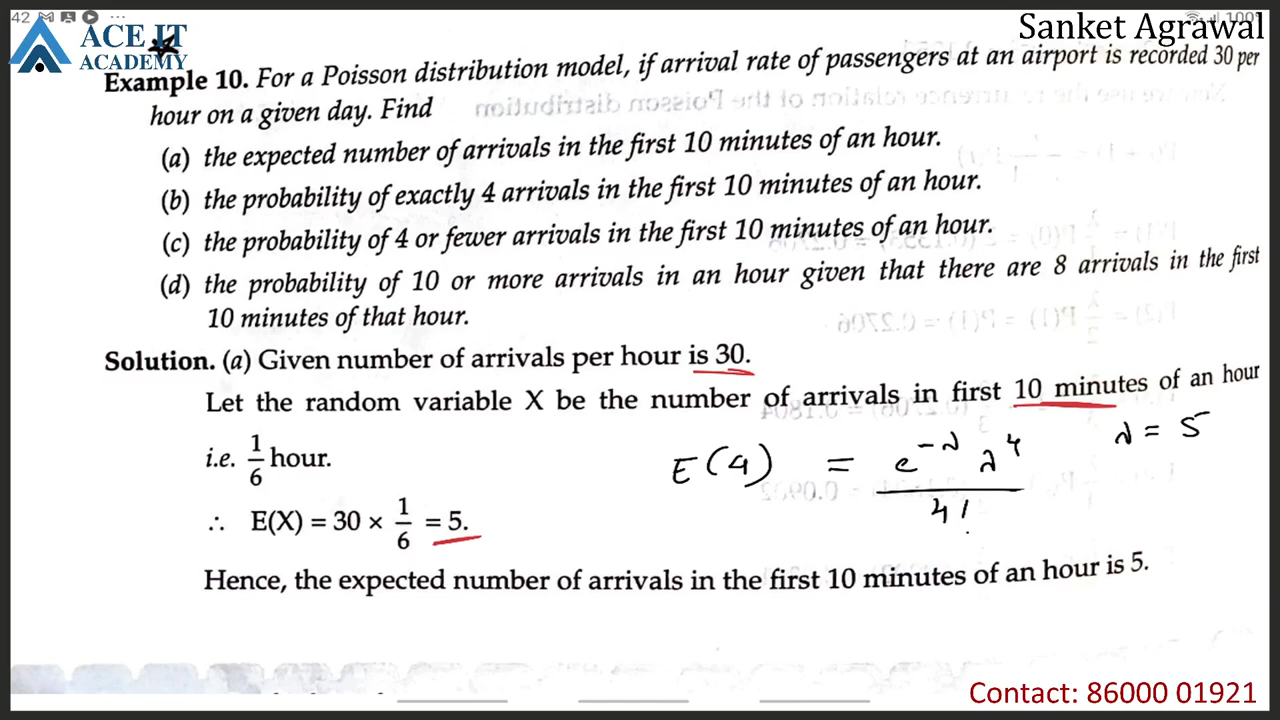 42
100%
ACE IT
ACADEMY
Sanket Agrawal
Example 10. For a Poisson distribution model, if arrival rate of passengers at an airport is recorded 30 per
hour on a given day. Find
(a) the expected number of arrivals in the first 10 minutes of an hour.
(b) the probability of exactly 4 arrivals in the first 10 minutes of an hour.
(c) the probability of 4 or fewer arrivals in the first 10 minutes of an hour.
(d) the probability of 10 or more arrivals in an hour given that there are 8 arrivals in the first
10 minutes of that hour.
Solution. (a) Given number of arrivals per hour is 30.
Let the random variable X be the number of arrivals in first 10 minutes of an hour
i.e. 1/6 hour.
E(4) = e^-λ λ^4 / 4!
λ = 5
∴ E(X) = 30 × 1/6 = 5.
Hence, the expected number of arrivals in the first 10 minutes of an hour is 5.
Contact: 86000 01921